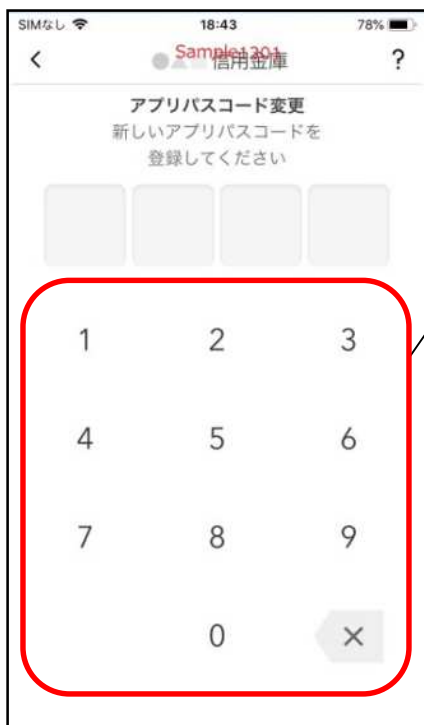 SIMなし 18:43 78%
Sample1201
信用金庫 ?
アプリパスコード変更
新しいアプリパスコードを
登録してください
1 2 3
4 5 6
7 8 9
0